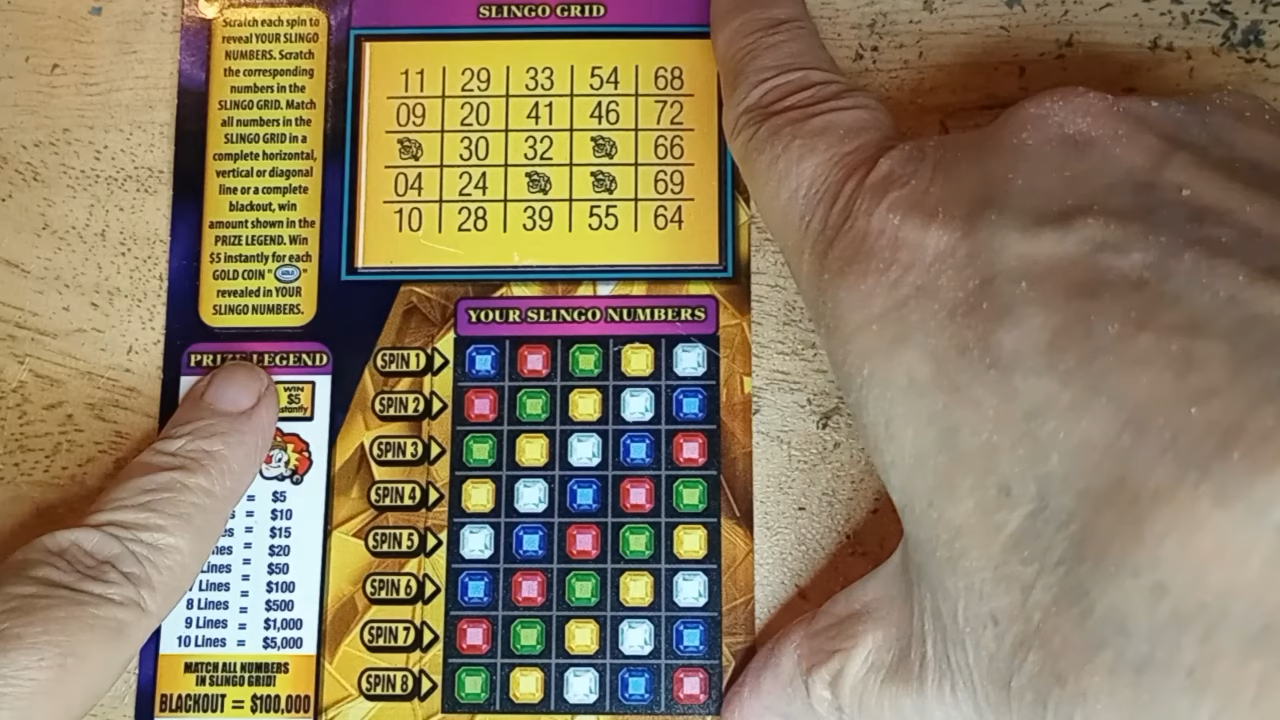 Scratch each spin to
reveal YOUR SLINGO
NUMBERS. Scratch
the corresponding
numbers in the
SLINGO GRID. Match
all numbers in the
SLINGO GRID in a
complete horizontal,
vertical or diagonal
line or a complete
blackout, win
amount shown in the
PRIZE LEGEND. Win
$5 instantly for each
GOLD COIN "GOLD"
revealed in YOUR
SLINGO NUMBERS.
SLINGO GRID
11 29 33 54 68
09 20 41 46 72
30 32 66
04 24 69
10 28 39 55 64
PRIZE LEGEND
WIN
$5
= $5
= $10
= $15
= $20
Lines = $50
Lines = $100
8 Lines = $500
9 Lines = $1,000
10 Lines = $5,000
MATCH ALL NUMBERS
IN SLINGO GRID!
BLACKOUT = $100,000
YOUR SLINGO NUMBERS
SPIN 1
SPIN 2
SPIN 3
SPIN 4
SPIN 5
SPIN 6
SPIN 7
SPIN 8